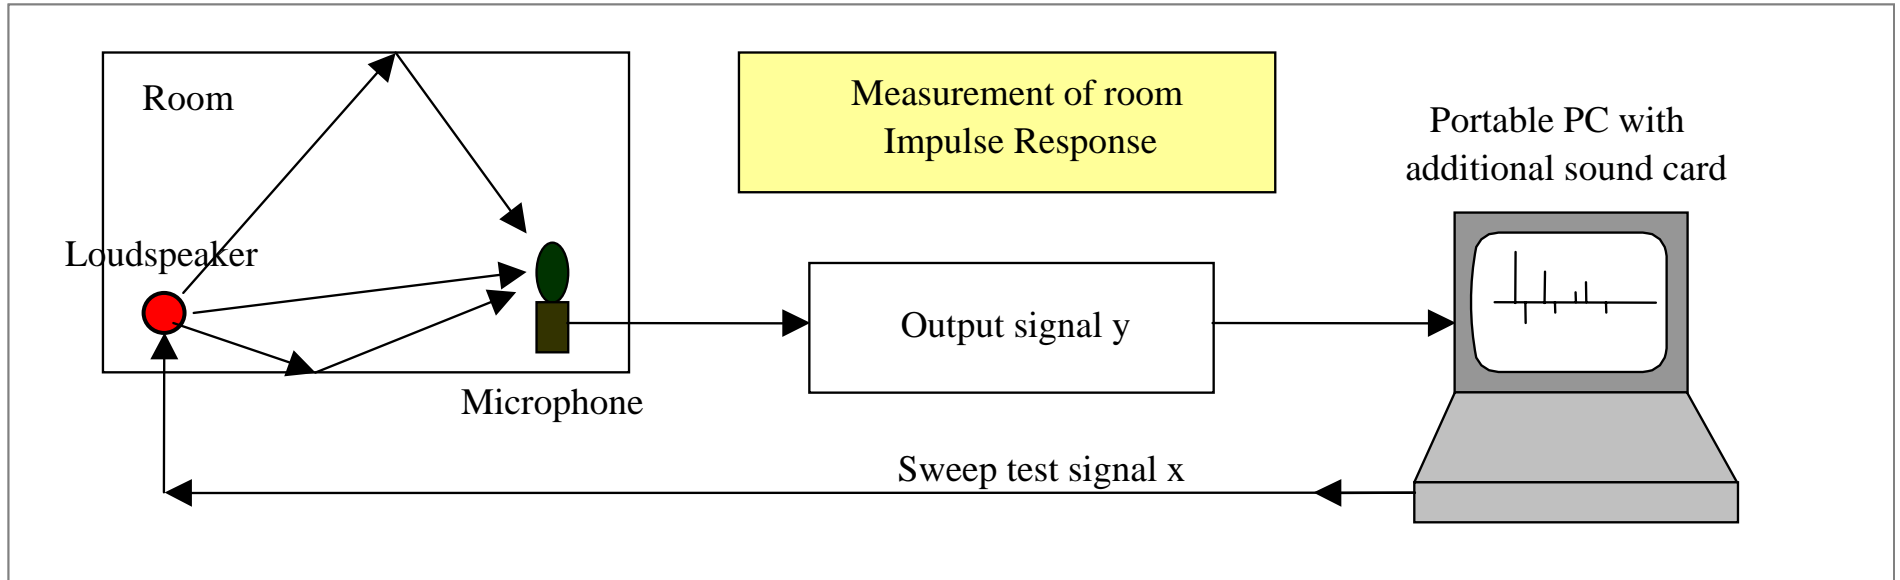 Room
Loudspeaker
Microphone
Measurement of room
Impulse Response
Output signal y
Sweep test signal x
Portable PC with
additional sound card